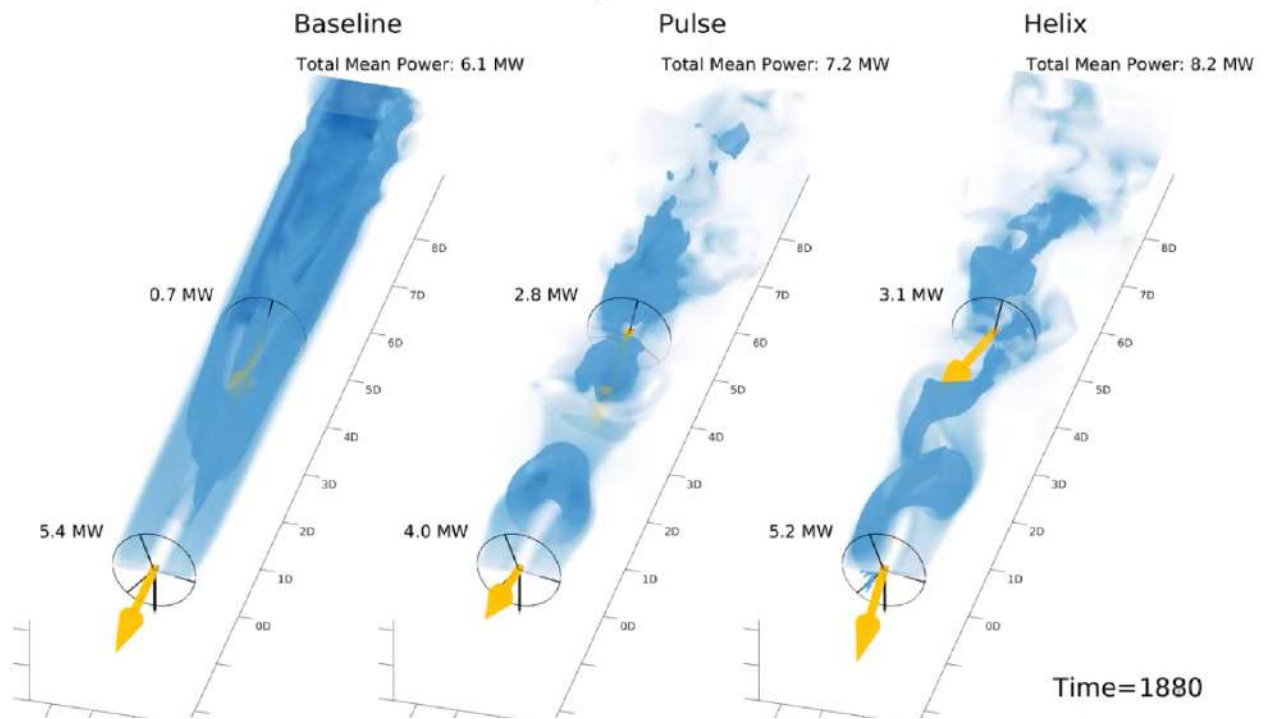 Baseline
Total Mean Power: 6.1 MW
0.7 MW
5.4 MW
8D
7D
6D
5D
4D
3D
2D
1D
0D
Pulse
Total Mean Power: 7.2 MW
2.8 MW
4.0 MW
8D
7D
6D
5D
4D
3D
2D
1D
0D
Helix
Total Mean Power: 8.2 MW
3.1 MW
5.2 MW
8D
7D
6D
5D
4D
3D
2D
1D
0D
Time=1880